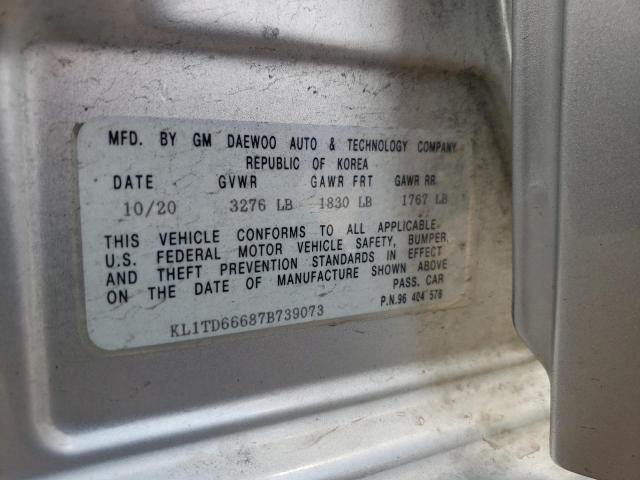 MFD. BY GM DAEWOO AUTO & TECHNOLOGY COMPANY
REPUBLIC OF KOREA
DATE GVWR GAWR FRT GAWR RR
10/20 3276 LB 1830 LB 1767 LB
THIS VEHICLE CONFORMS TO ALL APPLICABLE
U.S. FEDERAL MOTOR VEHICLE SAFETY, BUMPER,
AND THEFT PREVENTION STANDARDS IN EFFECT
ON THE DATE OF MANUFACTURE SHOWN ABOVE
PASS. CAR
P.N.96 404 578
KL1TD66687B739073